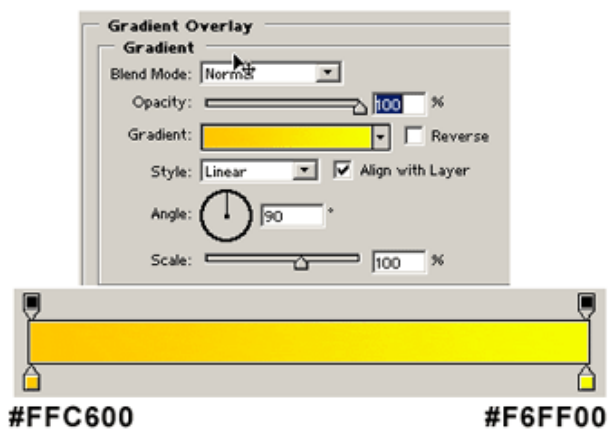 Gradient Overlay
Gradient
Blend Mode: Normal
Opacity: 100 %
Gradient: Reverse
Style: Linear Align with Layer
Angle: 90 °
Scale: 100 %
#FFC600 #F6FF00